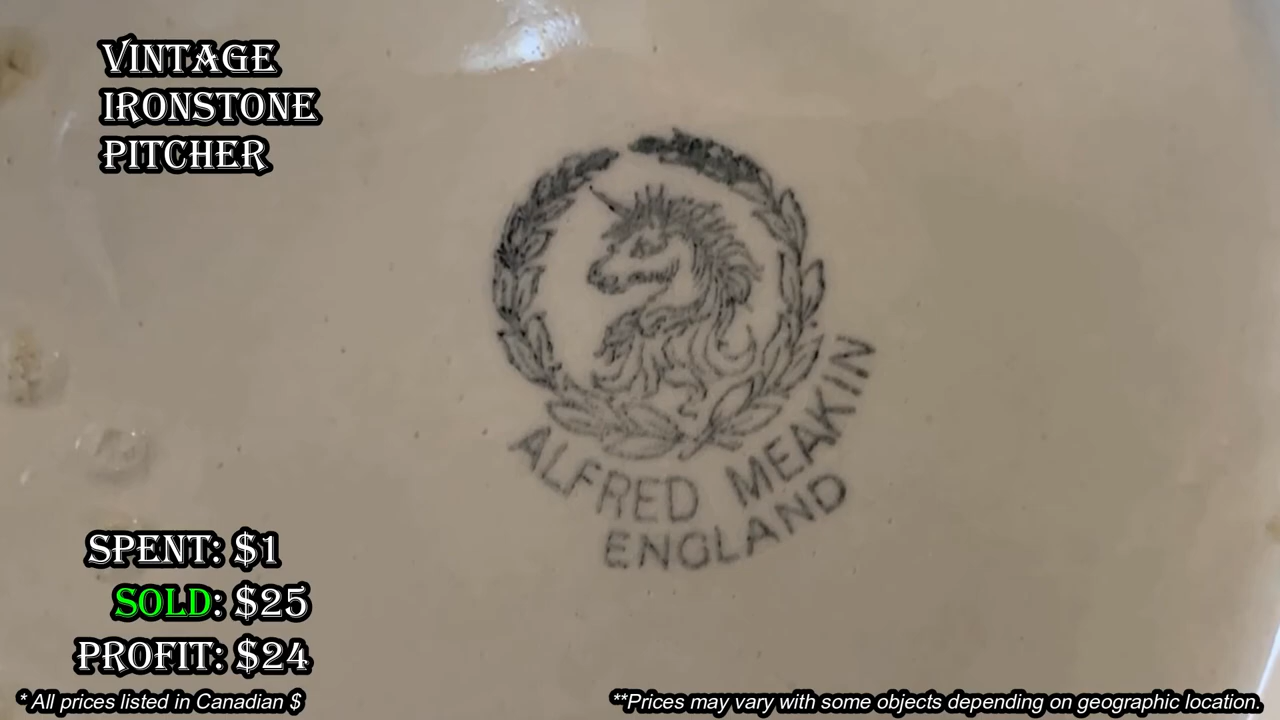 VINTAGE
IRONSTONE
PITCHER
ALFRED MEAKIN
ENGLAND
SPENT: $1
SOLD: $25
PROFIT: $24
* All prices listed in Canadian $
**Prices may vary with some objects depending on geographic location.